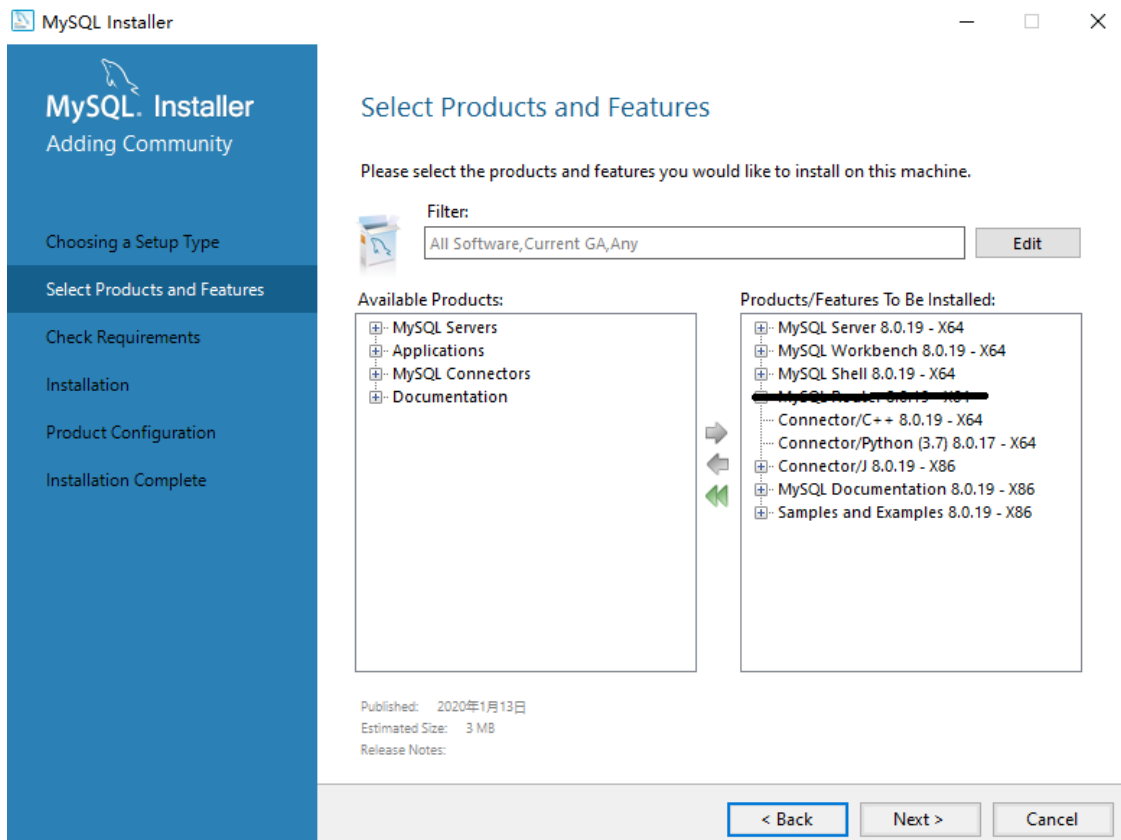 MySQL Installer
MySQL. Installer
Adding Community
Choosing a Setup Type
Select Products and Features
Check Requirements
Installation
Product Configuration
Installation Complete
Select Products and Features
Please select the products and features you would like to install on this machine.
Filter:
All Software,Current GA,Any
Edit
Available Products:
MySQL Servers
Applications
MySQL Connectors
Documentation
Products/Features To Be Installed:
MySQL Server 8.0.19 - X64
MySQL Workbench 8.0.19 - X64
MySQL Shell 8.0.19 - X64
MySQL Router
Connector/C++ 8.0.19 - X64
Connector/Python (3.7) 8.0.17 - X64
Connector/J 8.0.19 - X86
MySQL Documentation 8.0.19 - X86
Samples and Examples 8.0.19 - X86
Published: 2020年1月13日
Estimated Size: 3 MB
Release Notes:
< Back
Next >
Cancel